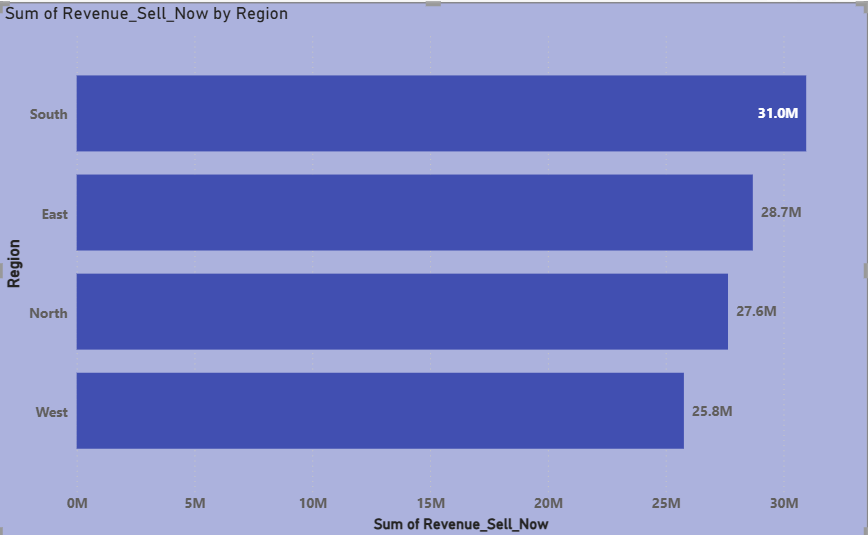 Sum of Revenue_Sell_Now by Region
South
31.0M
East
28.7M
Region
North
27.6M
West
25.8M
0M 5M 10M 15M 20M 25M 30M
Sum of Revenue_Sell_Now